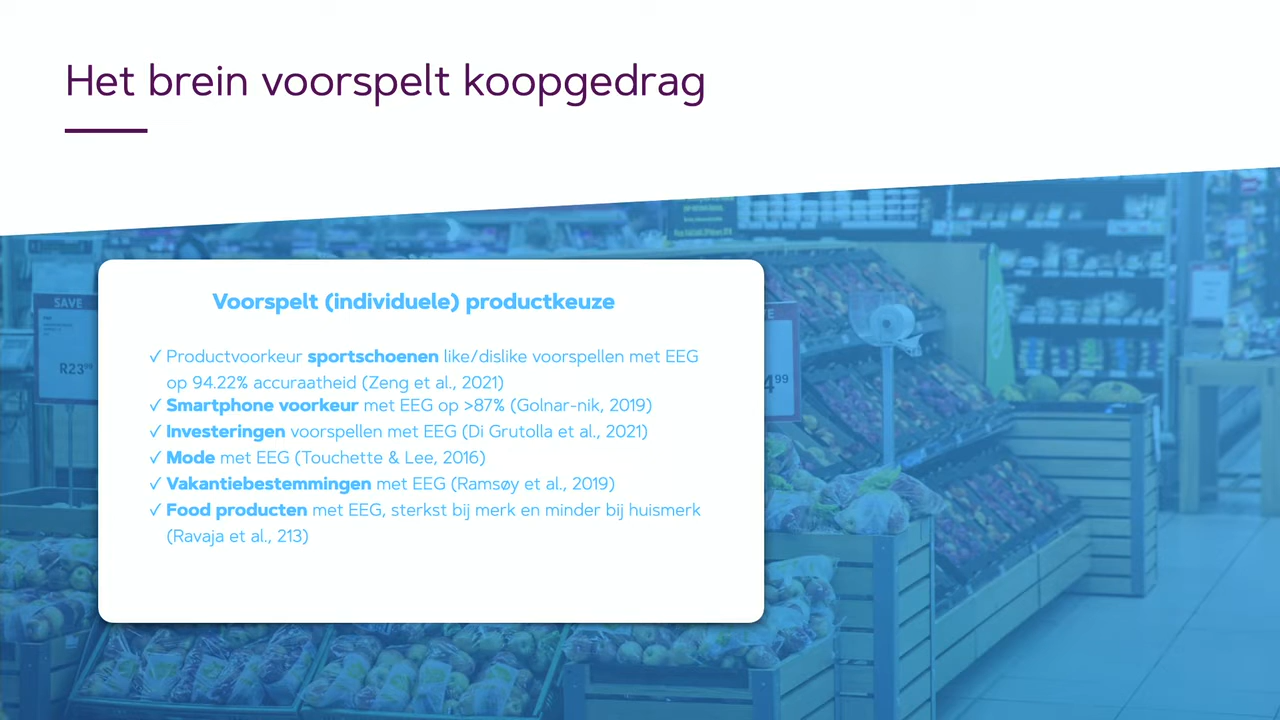 Het brein voorspelt koopgedrag
Voorspelt (individuele) productkeuze
✓ Productvoorkeur sportschoenen like/dislike voorspellen met EEG
op 94.22% accuraatheid (Zeng et al., 2021)
✓ Smartphone voorkeur met EEG op >87% (Golnar-nik, 2019)
✓ Investeringen voorspellen met EEG (Di Grutolla et al., 2021)
✓ Mode met EEG (Touchette & Lee, 2016)
✓ Vakantiebestemmingen met EEG (Ramsøy et al., 2019)
✓ Food producten met EEG, sterkst bij merk en minder bij huismerk
(Ravaja et al., 213)
SAVE
R23⁹⁹